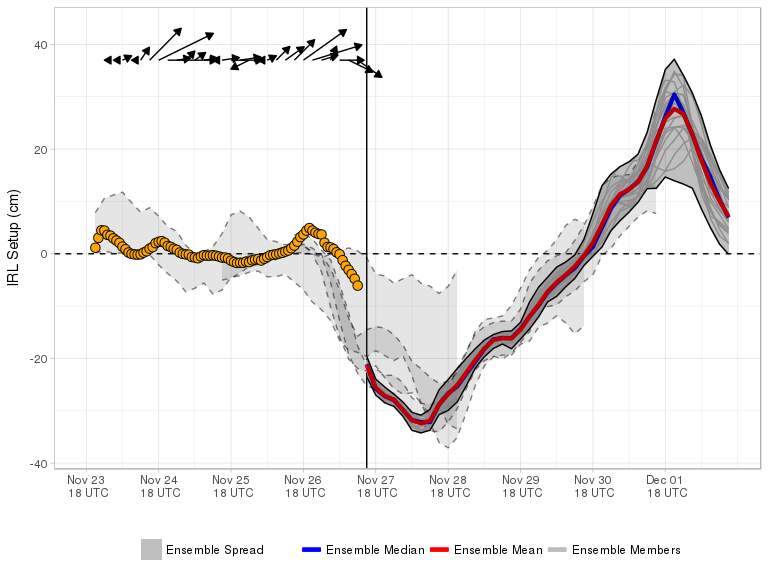 IRL Setup (cm)
40
20
0
-20
-40
Nov 23 Nov 24 Nov 25 Nov 26 Nov 27 Nov 28 Nov 29 Nov 30 Dec 01
18 UTC 18 UTC 18 UTC 18 UTC 18 UTC 18 UTC 18 UTC 18 UTC 18 UTC
Ensemble Spread Ensemble Median Ensemble Mean Ensemble Members